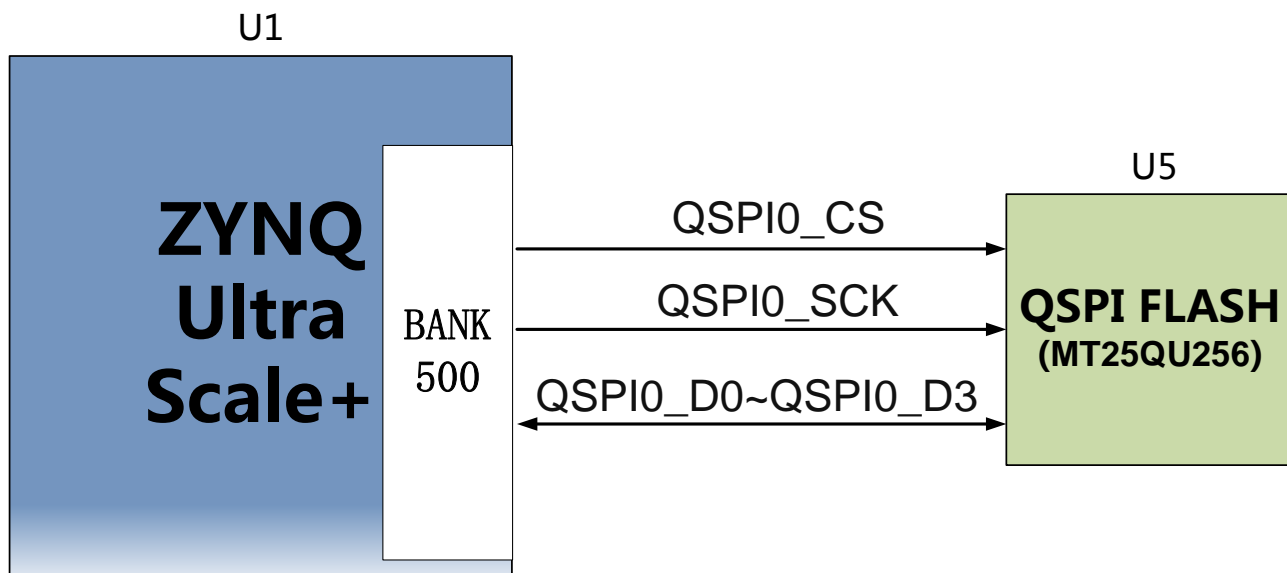 U1
ZYNQ
Ultra
Scale+
BANK
500
QSPI0_CS
QSPI0_SCK
QSPI0_D0~QSPI0_D3
U5
QSPI FLASH
(MT25QU256)